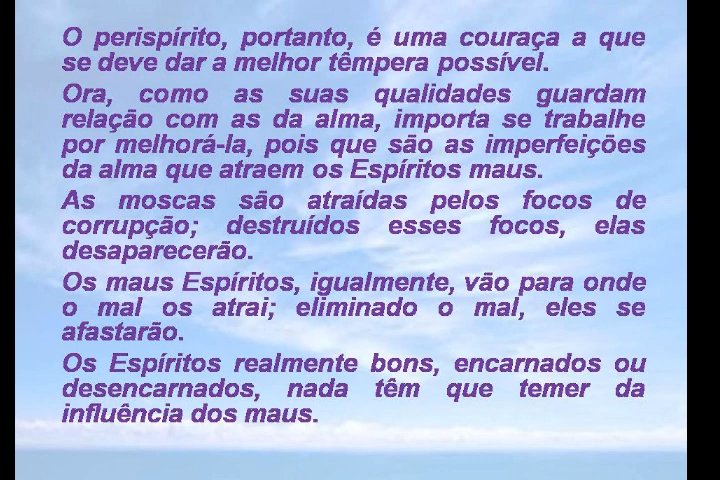 O perispírito, portanto, é uma couraça a que
se deve dar a melhor têmpera possível.
Ora, como as suas qualidades guardam
relação com as da alma, importa se trabalhe
por melhorá-la, pois que são as imperfeições
da alma que atraem os Espíritos maus.
As moscas são atraídas pelos focos de
corrupção; destruídos esses focos, elas
desaparecerão.
Os maus Espíritos, igualmente, vão para onde
o mal os atrai; eliminado o mal, eles se
afastarão.
Os Espíritos realmente bons, encarnados ou
desencarnados, nada têm que temer da
influência dos maus.